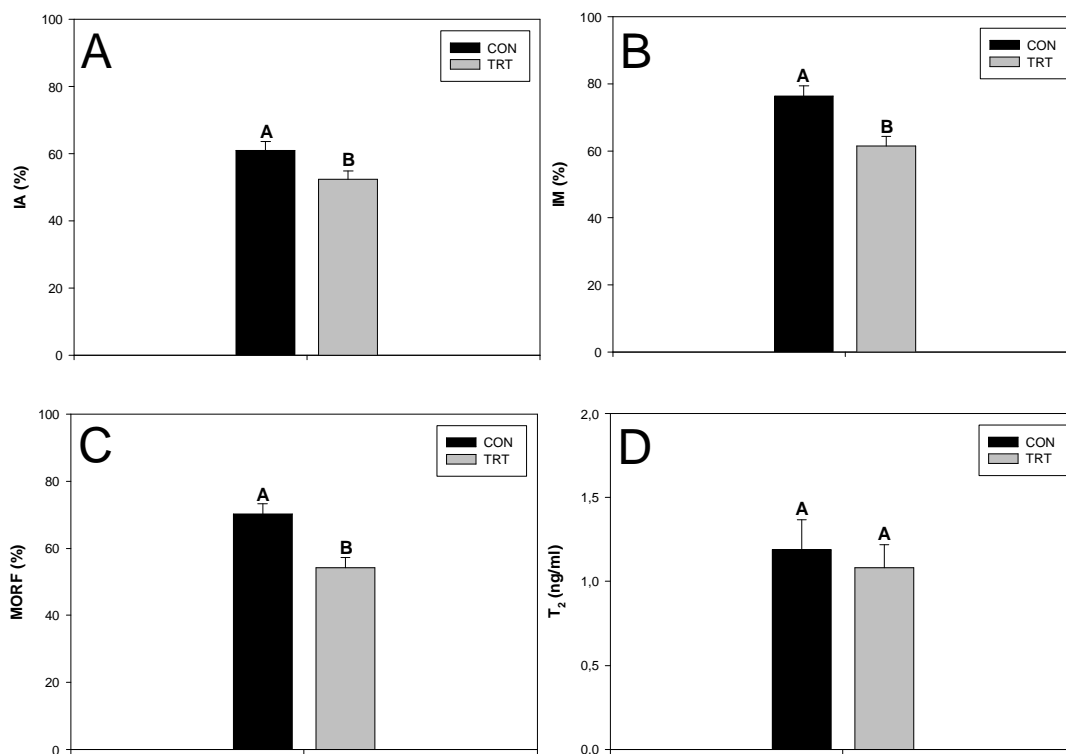 A
CON
TRT
100
80
60
40
20
0
IA (%)
A
B
B
CON
TRT
100
80
60
40
20
0
IM (%)
A
B
C
CON
TRT
100
80
60
40
20
0
MORF (%)
A
B
D
CON
TRT
2,0
1,5
1,0
0,5
0,0
T₂ (ng/ml)
A
A